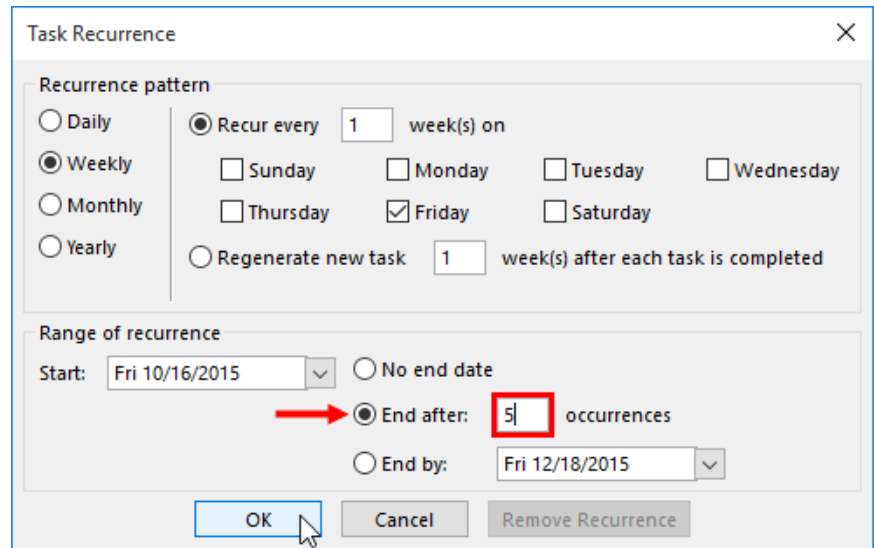 Task Recurrence
Recurrence pattern
Daily
Recur every 1 week(s) on
Weekly
Sunday Monday Tuesday Wednesday
Monthly
Thursday Friday Saturday
Yearly
Regenerate new task 1 week(s) after each task is completed
Range of recurrence
Start: Fri 10/16/2015
No end date
End after: 5 occurrences
End by: Fri 12/18/2015
OK Cancel Remove Recurrence